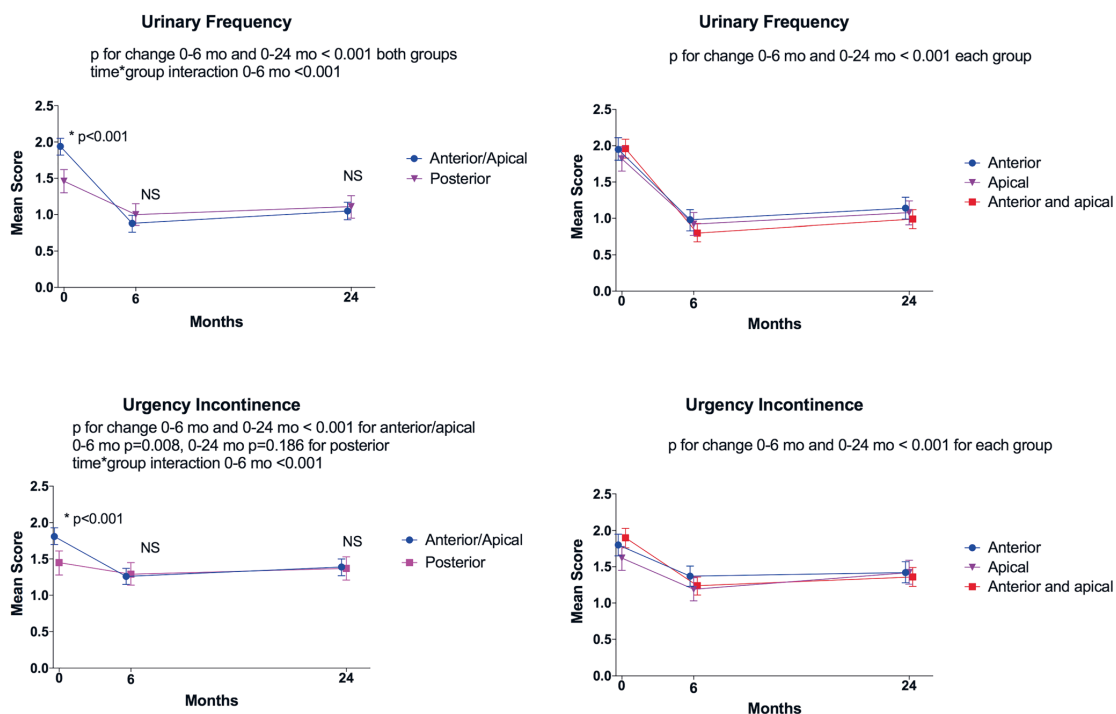 Urinary Frequency
p for change 0-6 mo and 0-24 mo < 0.001 both groups
time*group interaction 0-6 mo <0.001
2.5
2.0
1.5
1.0
0.5
0.0
Mean Score
* p<0.001
NS
NS
Anterior/Apical
Posterior
0
6
24
Months
Urinary Frequency
p for change 0-6 mo and 0-24 mo < 0.001 each group
2.5
2.0
1.5
1.0
0.5
0.0
Mean Score
Anterior
Apical
Anterior and apical
0
6
24
Months
Urgency Incontinence
p for change 0-6 mo and 0-24 mo < 0.001 for anterior/apical
0-6 mo p=0.008, 0-24 mo p=0.186 for posterior
time*group interaction 0-6 mo <0.001
2.5
2.0
1.5
1.0
0.5
0.0
Mean Score
* p<0.001
NS
NS
Anterior/Apical
Posterior
0
6
24
Months
Urgency Incontinence
p for change 0-6 mo and 0-24 mo < 0.001 for each group
2.5
2.0
1.5
1.0
0.5
0.0
Mean Score
Anterior
Apical
Anterior and apical
0
6
24
Months